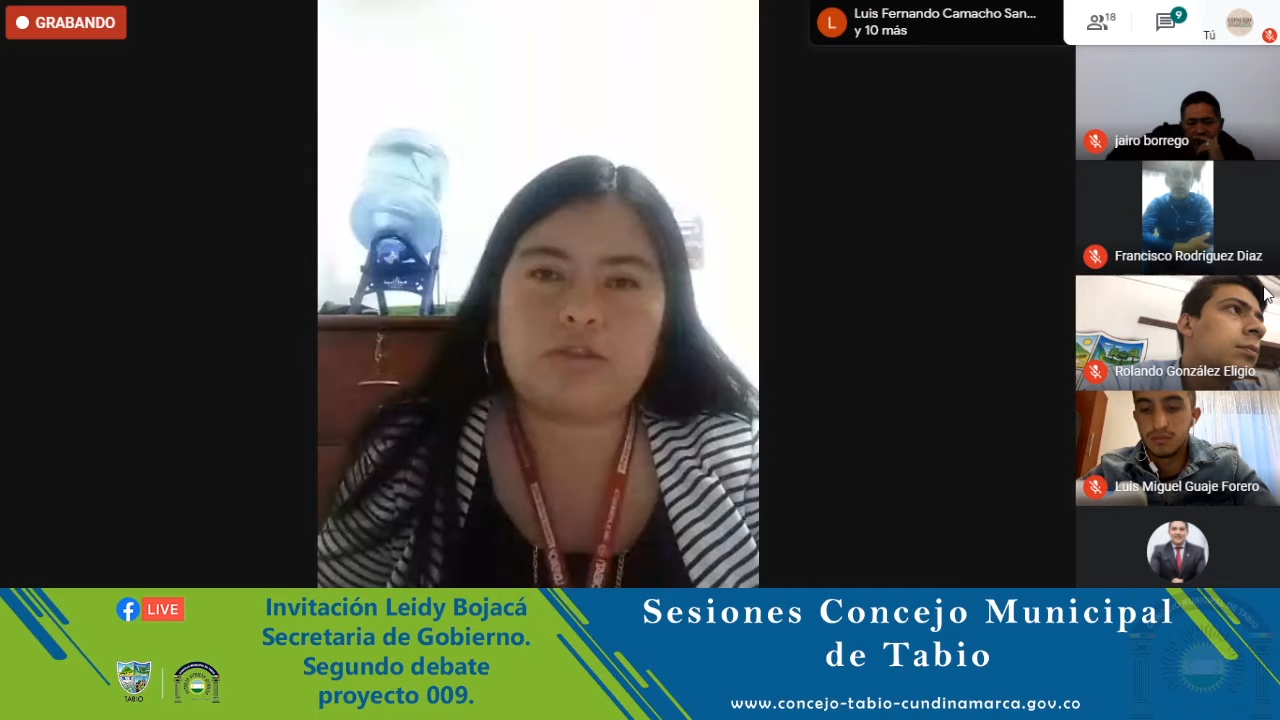 GRABANDO
Luis Fernando Camacho San...
y 10 más
18
9
Tú
jairo borrego
Francisco Rodriguez Diaz
Rolando González Eligio
Luis Miguel Guaje Forero
LIVE
TABIO
Invitación Leidy Bojacá
Secretaria de Gobierno.
Segundo debate
proyecto 009.
Sesiones Concejo Municipal
de Tabio
www.concejo-tabio-cundinamarca.gov.co